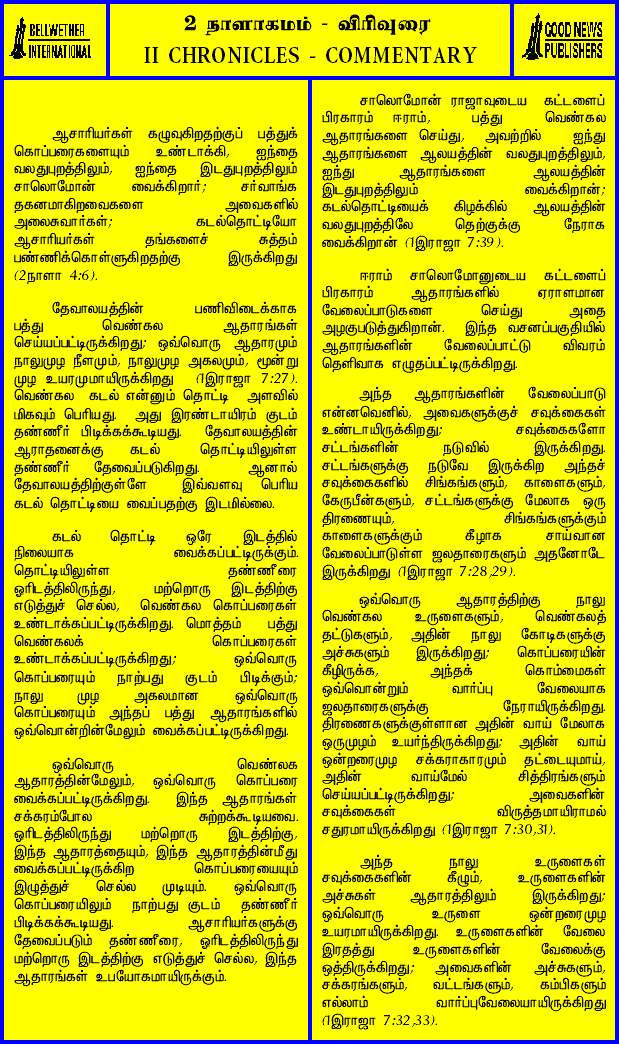 BELLWETHER
INTERNATIONAL
2 நாளாகமம் - விரிவுரை
II CHRONICLES - COMMENTARY
GOOD NEWS
PUBLISHERS
ஆசாரியர்கள் கழுவுகிறதற்குப் பத்துக்
கொப்பரைகளையும் உண்டாக்கி, ஐந்தை
வலதுபுறத்திலும், ஐந்தை இடதுபுறத்திலும்
சாலொமோன் வைக்கிறார்; சர்வாங்க
தகனமாகிறவைகளை அவைகளில்
அலைசுவார்கள்; கடல்தொட்டியோ
ஆசாரியர்கள் தங்களைச் சுத்தம்
பண்ணிக்கொள்ளுகிறதற்கு இருக்கிறது
(2நாளா 4:6).
தேவாலயத்தின் பணிவிடைக்காக
பத்து வெண்கல ஆதாரங்கள்
செய்யப்பட்டிருக்கிறது; ஒவ்வொரு ஆதாரமும்
நாலுமுழ நீளமும், நாலுமுழ அகலமும், மூன்று
முழ உயரமுமாயிருக்கிறது (1இராஜா 7:27).
வெண்கல கடல் என்னும் தொட்டி அளவில்
மிகவும் பெரியது. அது இரண்டாயிரம் குடம்
தண்ணீர் பிடிக்கக்கூடியது. தேவாலயத்தின்
ஆராதனைக்கு கடல் தொட்டியிலுள்ள
தண்ணீர் தேவைப்படுகிறது. ஆனால்
தேவாலயத்திற்குள்ளே இவ்வளவு பெரிய
கடல் தொட்டியை வைப்பதற்கு இடமில்லை.
கடல் தொட்டி ஒரே இடத்தில்
நிலையாக வைக்கப்பட்டிருக்கும்.
தொட்டியிலுள்ள தண்ணீரை
ஓரிடத்திலிருந்து, மற்றொரு இடத்திற்கு
எடுத்துச் செல்ல, வெண்கல கொப்பரைகள்
உண்டாக்கப்பட்டிருக்கிறது. மொத்தம் பத்து
வெண்கலக் கொப்பரைகள்
உண்டாக்கப்பட்டிருக்கிறது; ஒவ்வொரு
கொப்பரையும் நாற்பது குடம் பிடிக்கும்;
நாலு முழ அகலமான ஒவ்வொரு
கொப்பரையும் அந்தப் பத்து ஆதாரங்களில்
ஒவ்வொன்றின்மேலும் வைக்கப்பட்டிருக்கிறது.
ஒவ்வொரு வெண்லக
ஆதாரத்தின்மேலும், ஒவ்வொரு கொப்பரை
வைக்கப்பட்டிருக்கிறது. இந்த ஆதாரங்கள்
சக்கரம்போல சுற்றக்கூடியவை.
ஓரிடத்திலிருந்து மற்றொரு இடத்திற்கு,
இந்த ஆதாரத்தையும், இந்த ஆதாரத்தின்மீது
வைக்கப்பட்டிருக்கிற கொப்பரையையும்
இழுத்துச் செல்ல முடியும். ஒவ்வொரு
கொப்பரையிலும் நாற்பது குடம் தண்ணீர்
பிடிக்கக்கூடியது. ஆசாரியர்களுக்கு
தேவைப்படும் தண்ணீரை, ஓரிடத்திலிருந்து
மற்றொரு இடத்திற்கு எடுத்துச் செல்ல, இந்த
ஆதாரங்கள் உபயோகமாயிருக்கும்.
சாலொமோன் ராஜாவுடைய கட்டளைப்
பிரகாரம் ஈராம், பத்து வெண்கல
ஆதாரங்களை செய்து, அவற்றில் ஐந்து
ஆதாரங்களை ஆலயத்தின் வலதுபுறத்திலும்,
ஐந்து ஆதாரங்களை ஆலயத்தின்
இடதுபுறத்திலும் வைக்கிறான்;
கடல்தொட்டியைக் கிழக்கில் ஆலயத்தின்
வலதுபுறத்திலே தெற்குக்கு நேராக
வைக்கிறான் (1இராஜா 7:39).
ஈராம் சாலொமோனுடைய கட்டளைப்
பிரகாரம் ஆதாரங்களில் ஏராளமான
வேலைப்பாடுகளை செய்து அதை
அழகுபடுத்துகிறான். இந்த வசனப்பகுதியில்
ஆதாரங்களின் வேலைப்பாட்டு விவரம்
தெளிவாக எழுதப்பட்டிருக்கிறது.
அந்த ஆதாரங்களின் வேலைப்பாடு
என்னவெனில், அவைகளுக்குச் சவுக்கைகள்
உண்டாயிருக்கிறது; சவுக்கைகளோ
சட்டங்களின் நடுவில் இருக்கிறது.
சட்டங்களுக்கு நடுவே இருக்கிற அந்தச்
சவுக்கைகளில் சிங்கங்களும், காளைகளும்,
கேருபீன்களும், சட்டங்களுக்கு மேலாக ஒரு
திரணையும், சிங்கங்களுக்கும்
காளைகளுக்கும் கீழாக சாய்வான
வேலைப்பாடுள்ள ஜலதாரைகளும் அதனோடே
இருக்கிறது (1இராஜா 7:28,29).
ஒவ்வொரு ஆதாரத்திற்கு நாலு
வெண்கல உருளைகளும், வெண்கலத்
தட்டுகளும், அதின் நாலு கோடிகளுக்கு
அச்சுகளும் இருக்கிறது; கொப்பரையின்
கீழிருக்க, அந்தக் கொம்மைகள்
ஒவ்வொன்றும் வார்ப்பு வேலையாக
ஜலதாரைகளுக்கு நேராயிருக்கிறது.
திரணைகளுக்குள்ளான அதின் வாய் மேலாக
ஒருமுழம் உயர்ந்திருக்கிறது; அதின் வாய்
ஒன்றரைமுழ சக்கராகாரமும் தட்டையுமாய்,
அதின் வாய்மேல் சித்திரங்களும்
செய்யப்பட்டிருக்கிறது; அவைகளின்
சவுக்கைகள் விருத்தமாயிராமல்
சதுரமாயிருக்கிறது (1இராஜா 7:30,31).
அந்த நாலு உருளைகள்
சவுக்கைகளின் கீழும், உருளைகளின்
அச்சுகள் ஆதாரத்திலும் இருக்கிறது;
ஒவ்வொரு உருளை ஒன்றரைமுழ
உயரமாயிருக்கிறது. உருளைகளின் வேலை
இரதத்து உருளைகளின் வேலைக்கு
ஒத்திருக்கிறது; அவைகளின் அச்சுகளும்,
சக்கரங்களும், வட்டங்களும், கம்பிகளும்
எல்லாம் வார்ப்புவேலையாயிருக்கிறது
(1இராஜா 7:32,33).